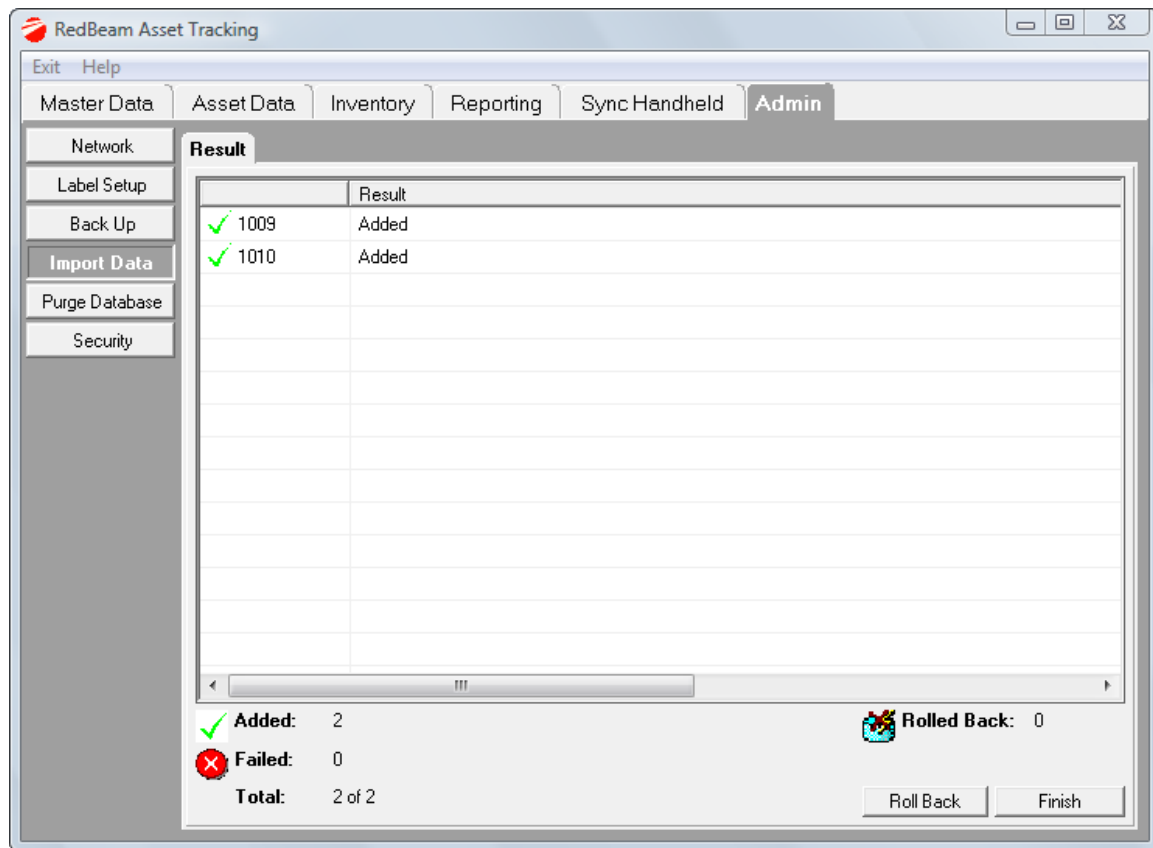 RedBeam Asset Tracking
Exit Help
Master Data Asset Data Inventory Reporting Sync Handheld Admin
Network
Label Setup
Back Up
Import Data
Purge Database
Security
Result
Result
1009 Added
1010 Added
Added: 2
Rolled Back: 0
Failed: 0
Total: 2 of 2
Roll Back Finish